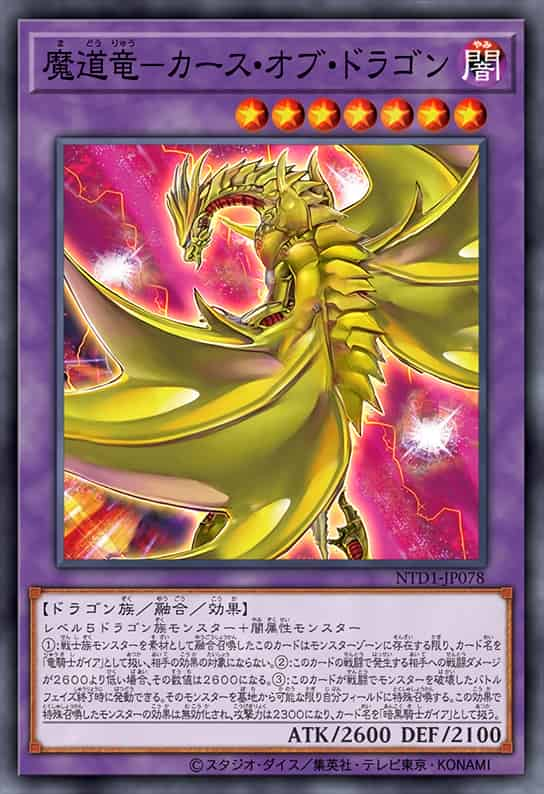 魔道竜－カース・オブ・ドラゴン
闇
NTD1-JP078
【ドラゴン族／融合／効果】
レベル５ドラゴン族モンスター＋闇属性モンスター
①：戦士族モンスターを素材として融合召喚したこのカードはモンスターゾーンに存在する限り、カード名を
「竜騎士ガイア」として扱い、相手の効果の対象にならない。②：このカードの戦闘で発生する相手への戦闘ダメージ
が2600より低い場合、その数値は2600になる。③：このカードが戦闘でモンスターを破壊したバトル
フェイズ終了時に発動できる。そのモンスターを墓地から可能な限り自分フィールドに特殊召喚する。この効果で
特殊召喚したモンスターの効果は無効化され、攻撃力は2300になり、カード名を「暗黒騎士ガイア」として扱う。
ATK/2600 DEF/2100
©スタジオ・ダイス／集英社・テレビ東京・KONAMI